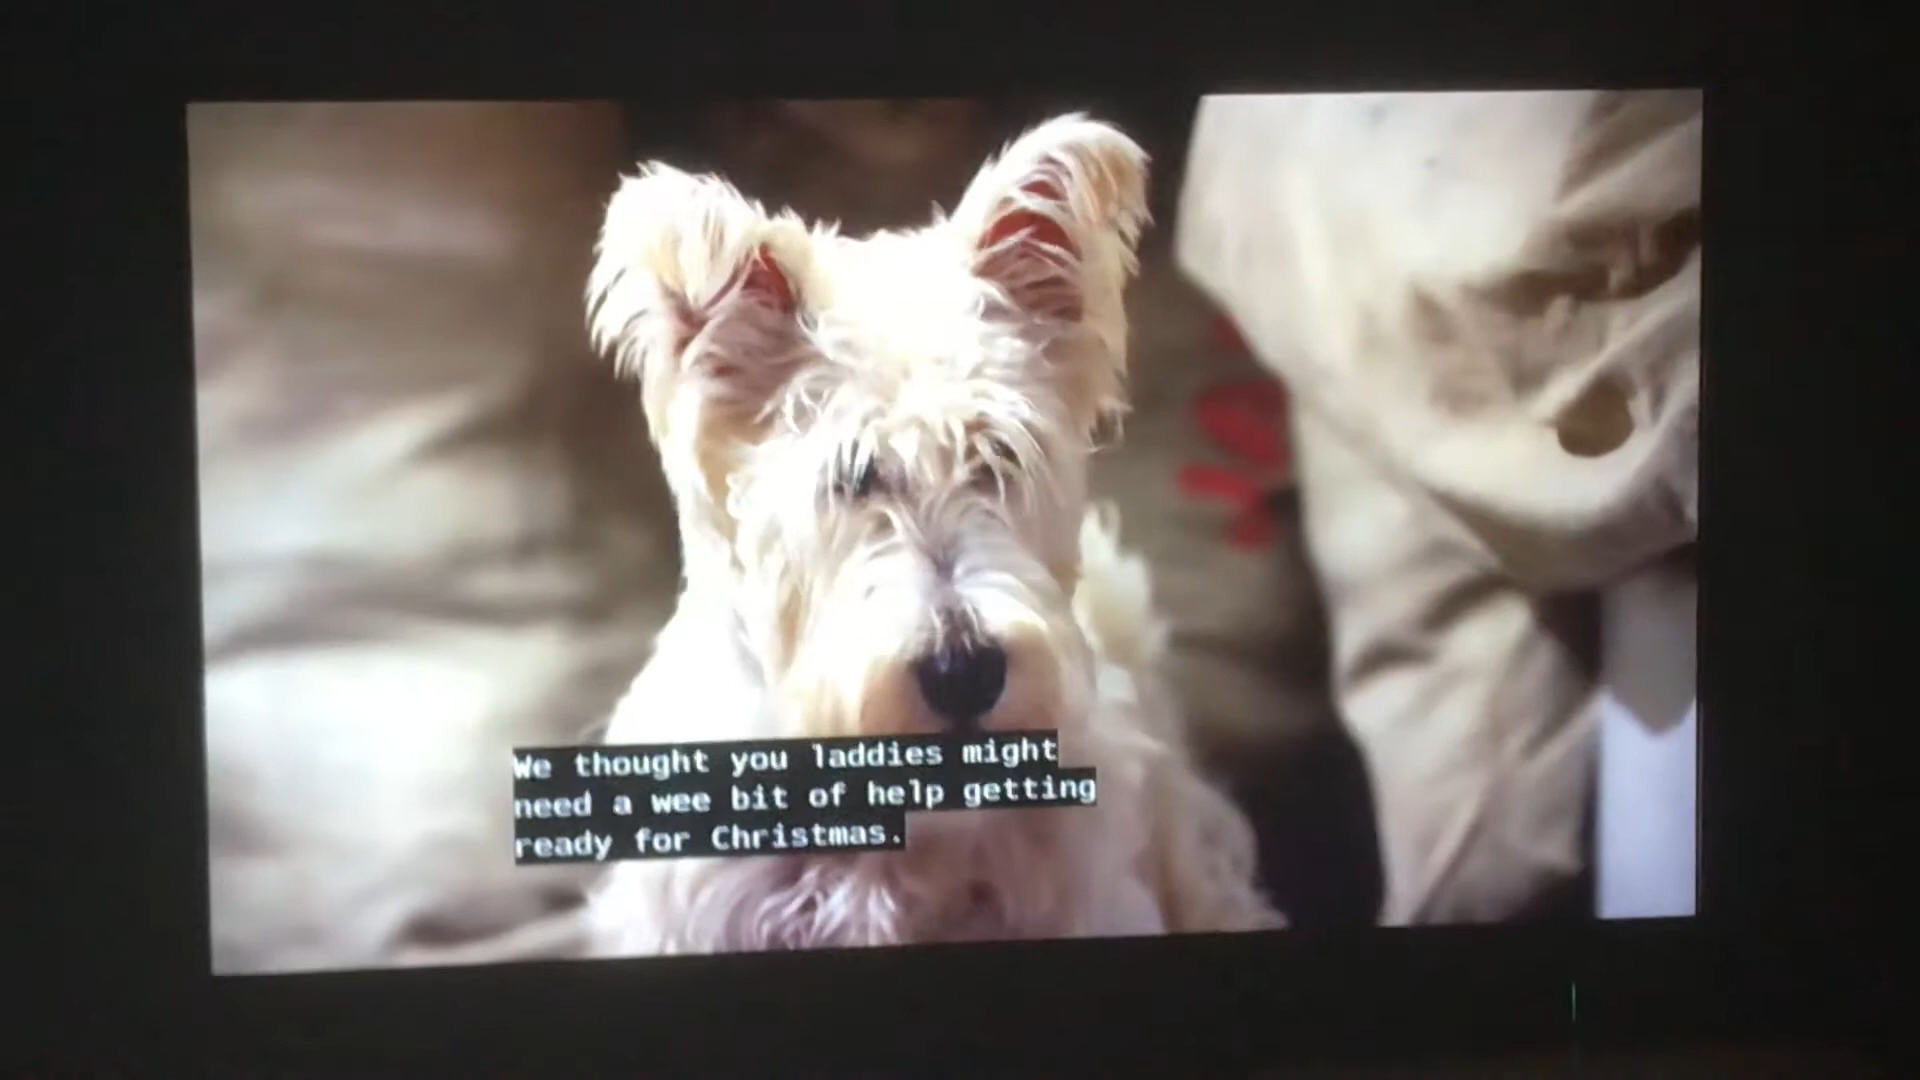 We thought you laddies might
need a wee bit of help getting
ready for Christmas.